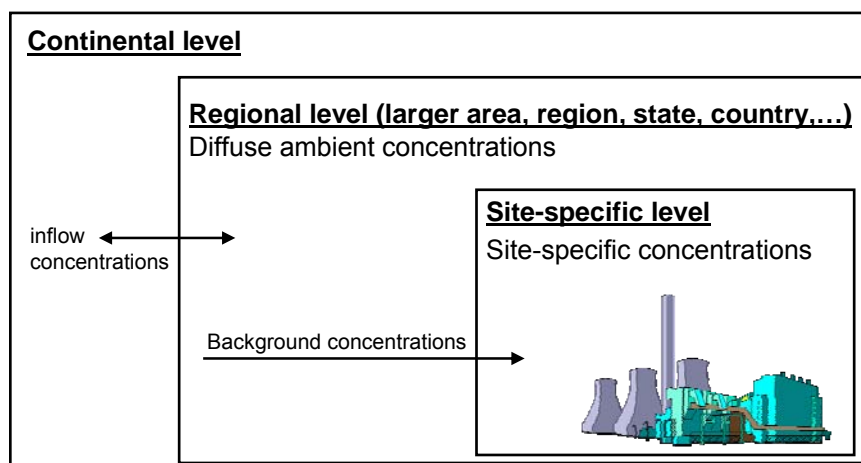 Continental level
Regional level (larger area, region, state, country,…)
Diffuse ambient concentrations
Site-specific level
Site-specific concentrations
inflow
concentrations
Background concentrations